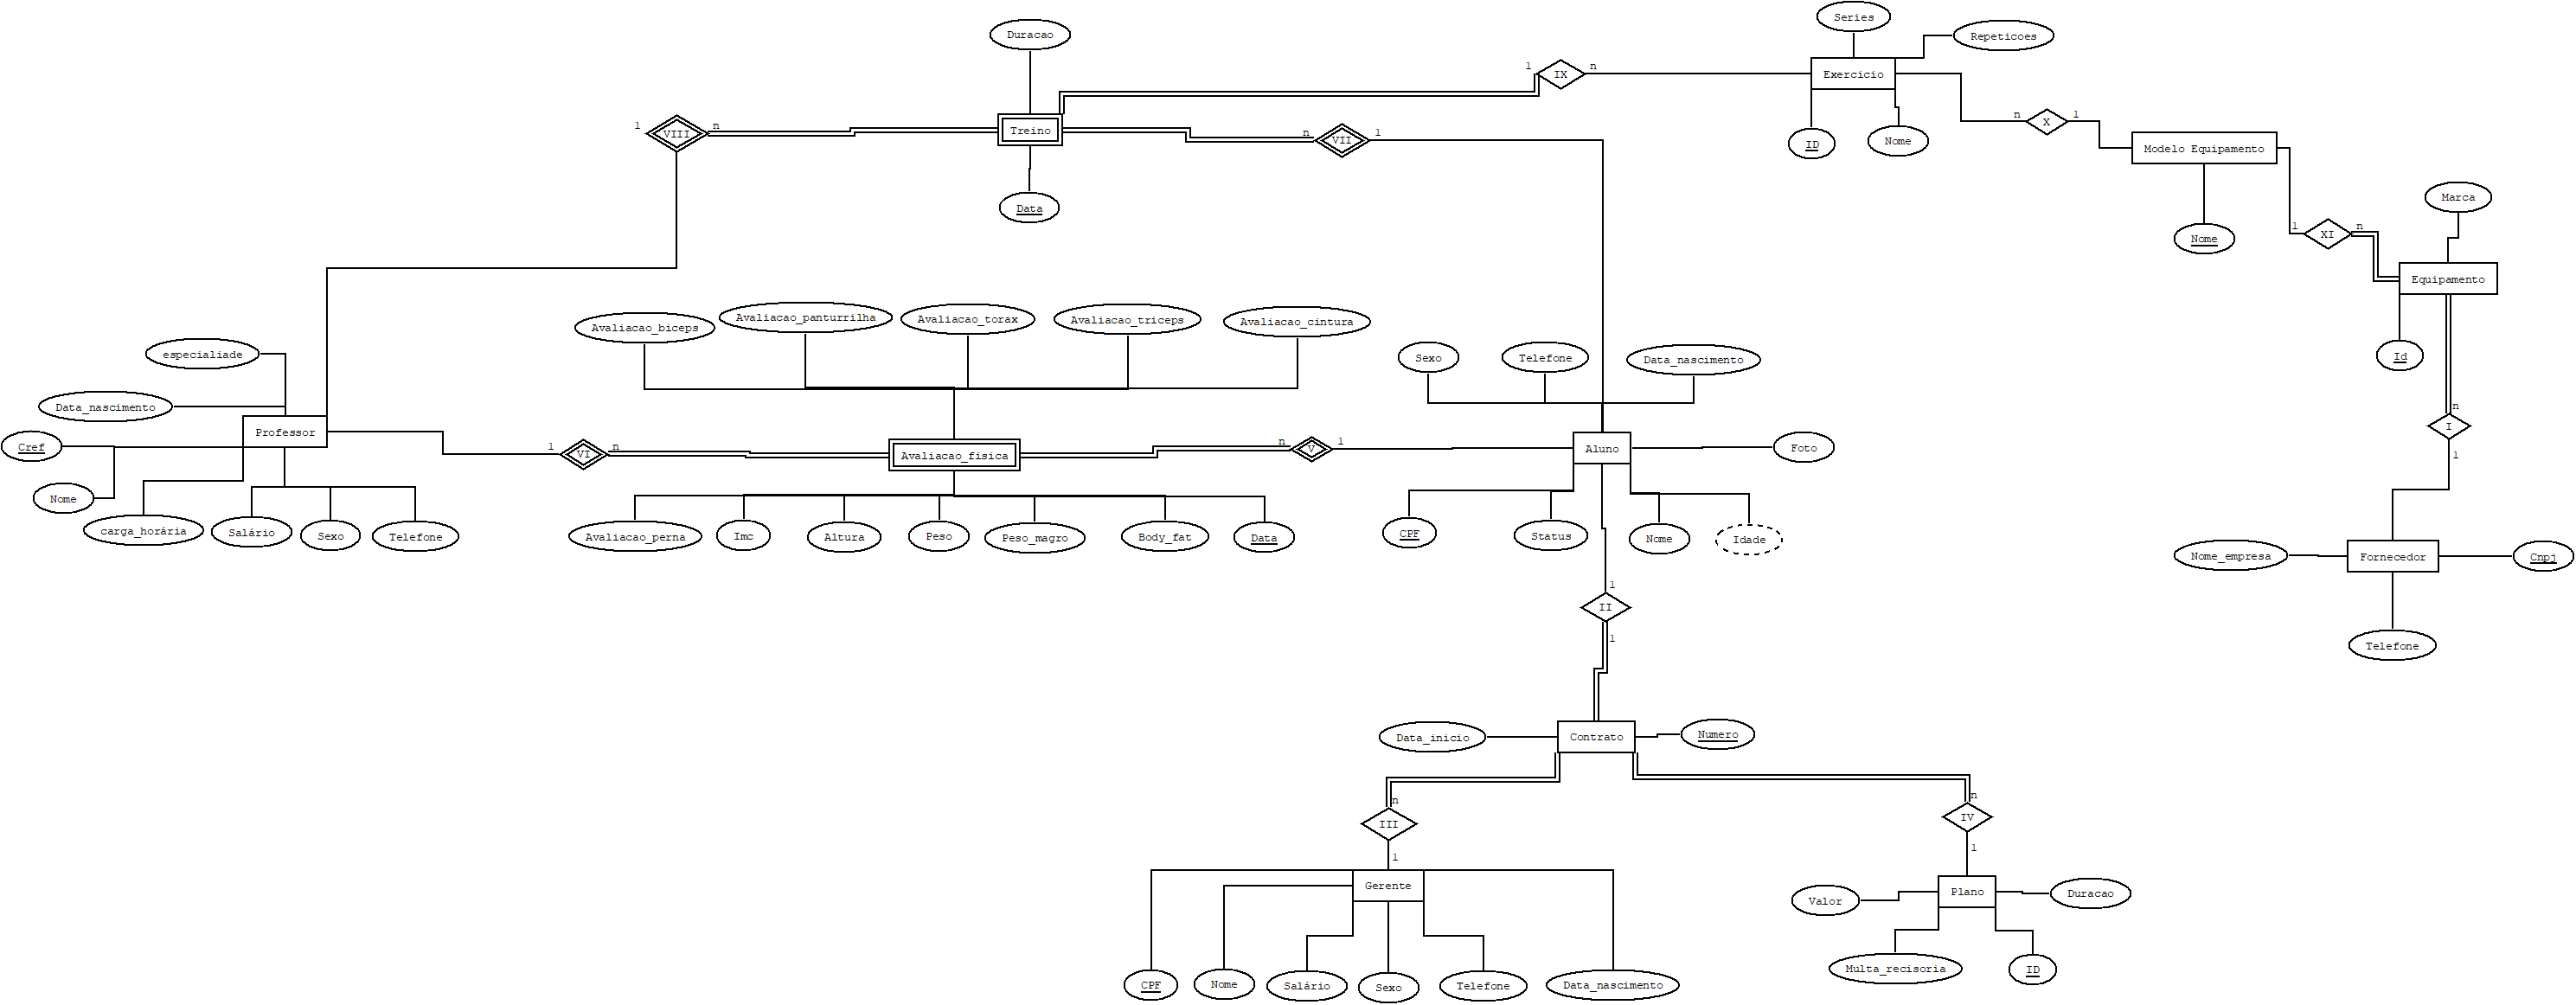 Series
Duracao
Repeticoes
1
IX
n
Exercicio
n
X
1
1
VIII
n
Treino
n
VII
1
ID
Nome
Modelo Equipamento
Data
Marca
Nome
1
XI
n
Equipamento
Avaliacao_biceps
Avaliacao_panturrilha
Avaliacao_torax
Avaliacao_triceps
Avaliacao_cintura
especialiade
Sexo
Telefone
Data_nascimento
Id
Data_nascimento
n
I
1
Professor
Cref
1
VI
n
Avaliacao_fisica
n
V
1
Aluno
Foto
Nome
carga_horária
Salário
Sexo
Telefone
Avaliacao_perna
Imc
Altura
Peso
Peso_magro
Body_fat
Data
CPF
Status
Nome
Idade
Nome_empresa
Fornecedor
Cnpj
1
II
1
Telefone
Data_inicio
Contrato
Numero
n
III
1
n
IV
1
Gerente
Plano
Valor
Duracao
Multa_recisoria
ID
CPF
Nome
Salário
Sexo
Telefone
Data_nascimento